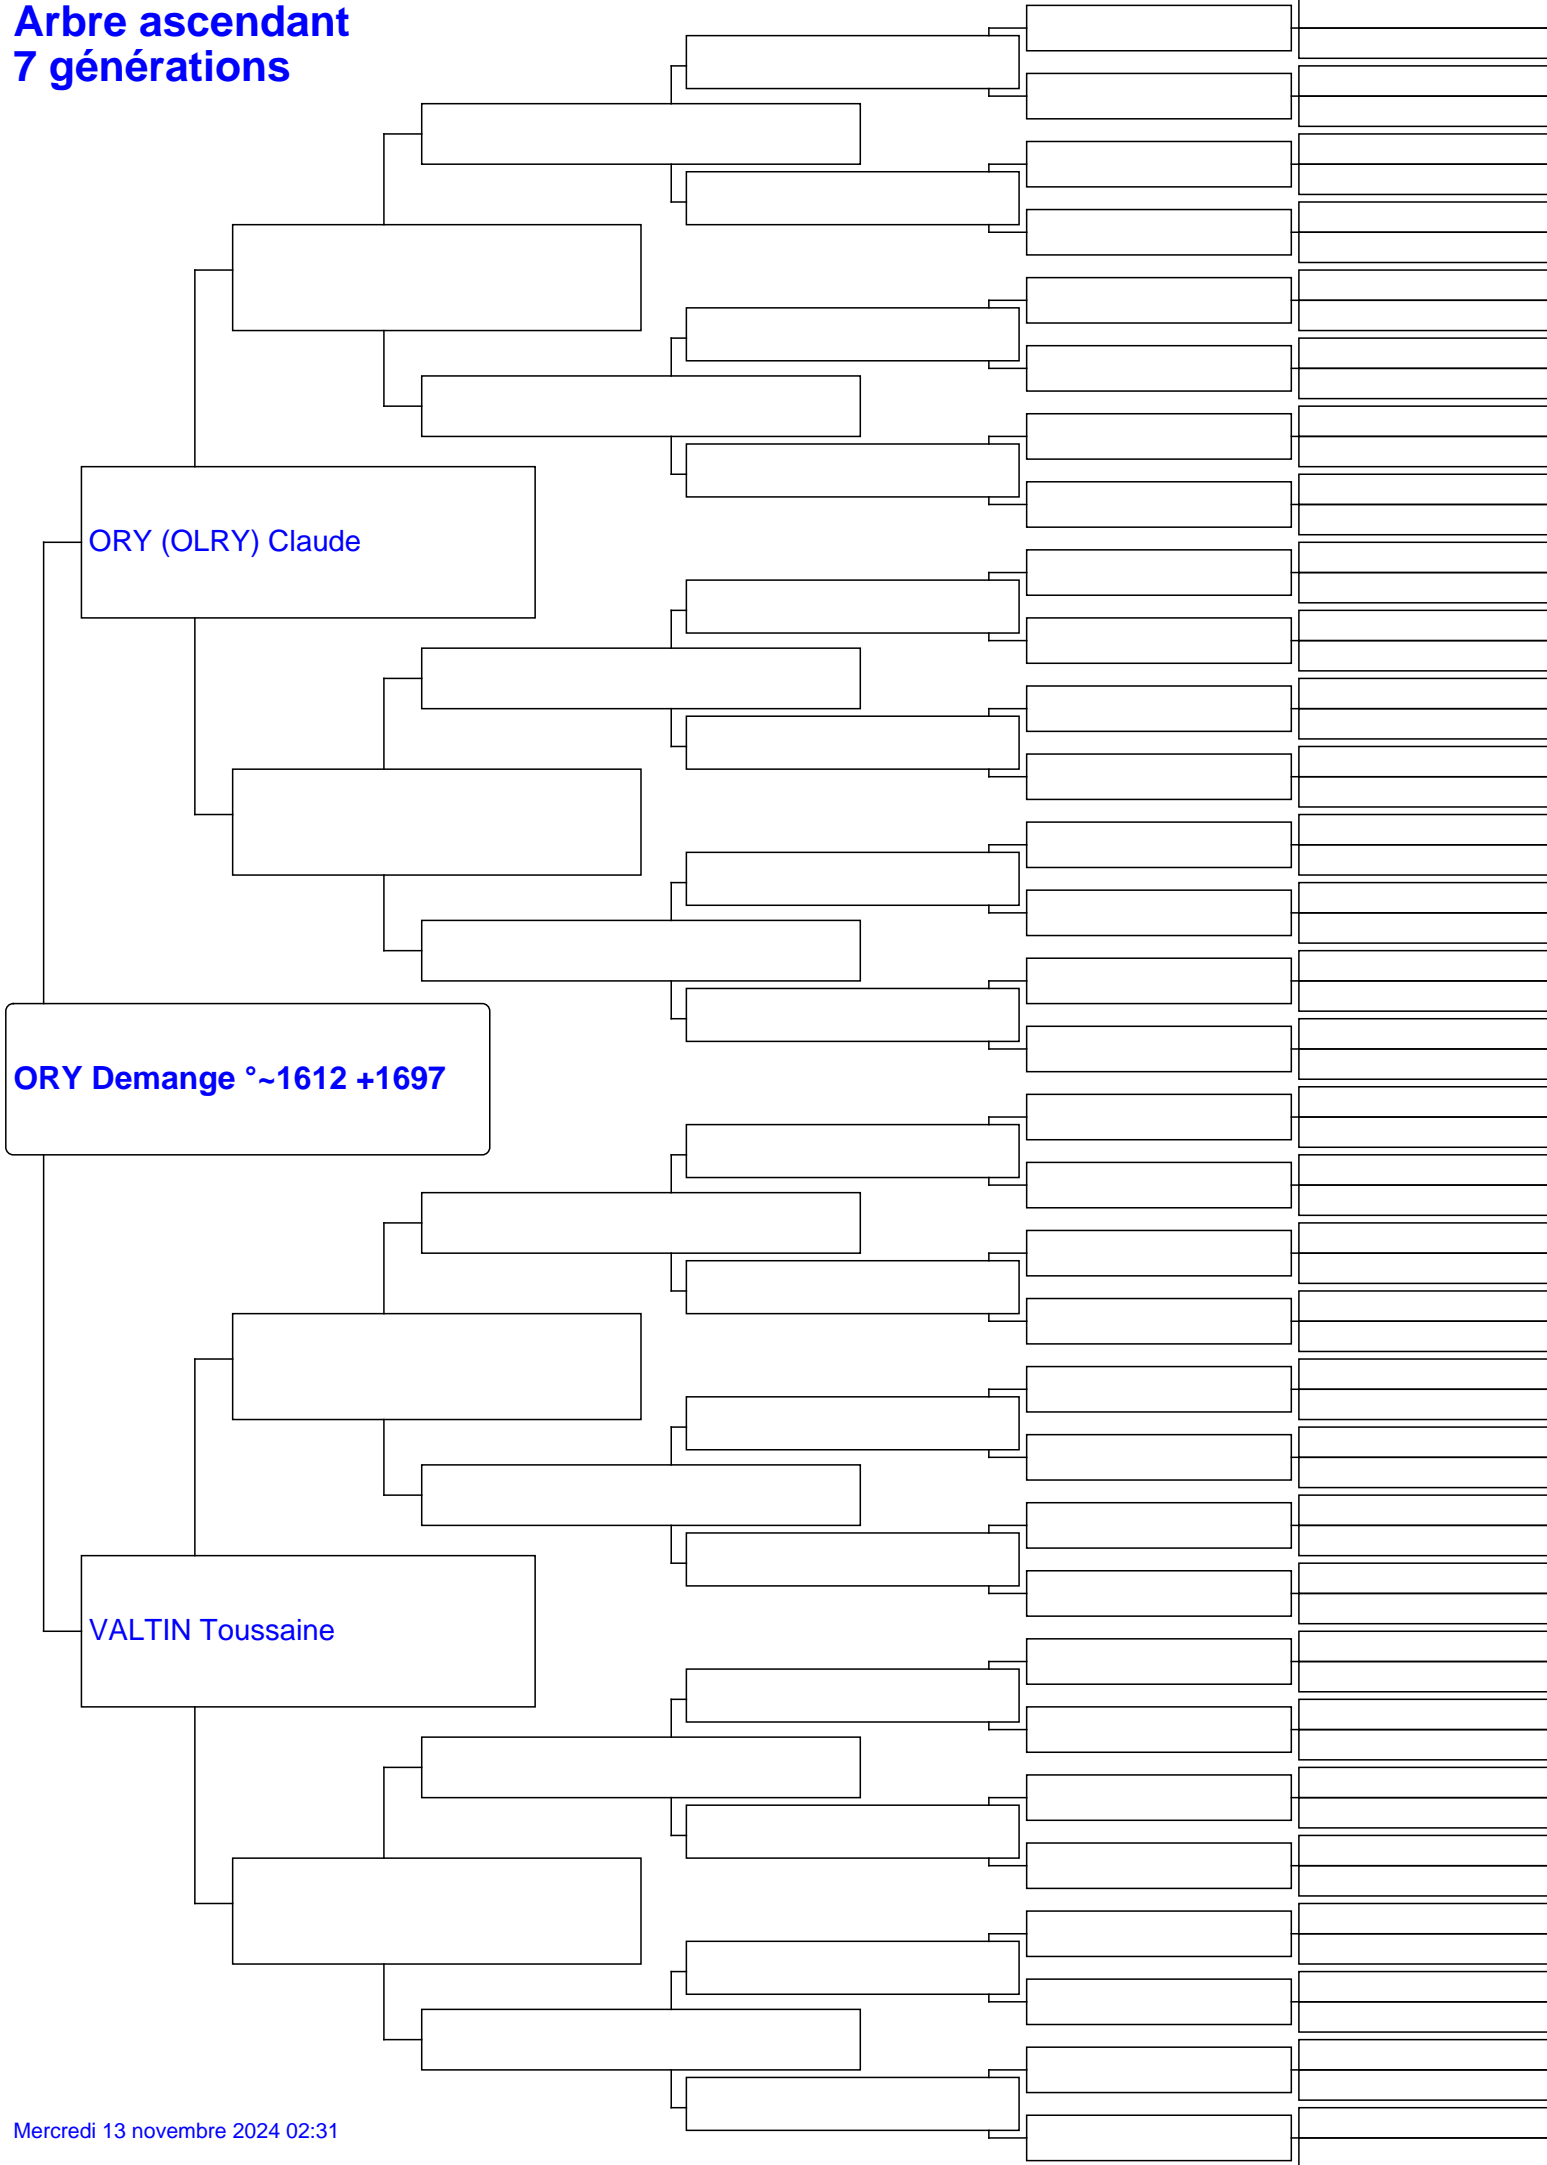 Arbre ascendant
7 générations
ORY (OLRY) Claude
ORY Demange °~1612 +1697
VALTIN Toussaine
Mercredi 13 novembre 2024 02:31